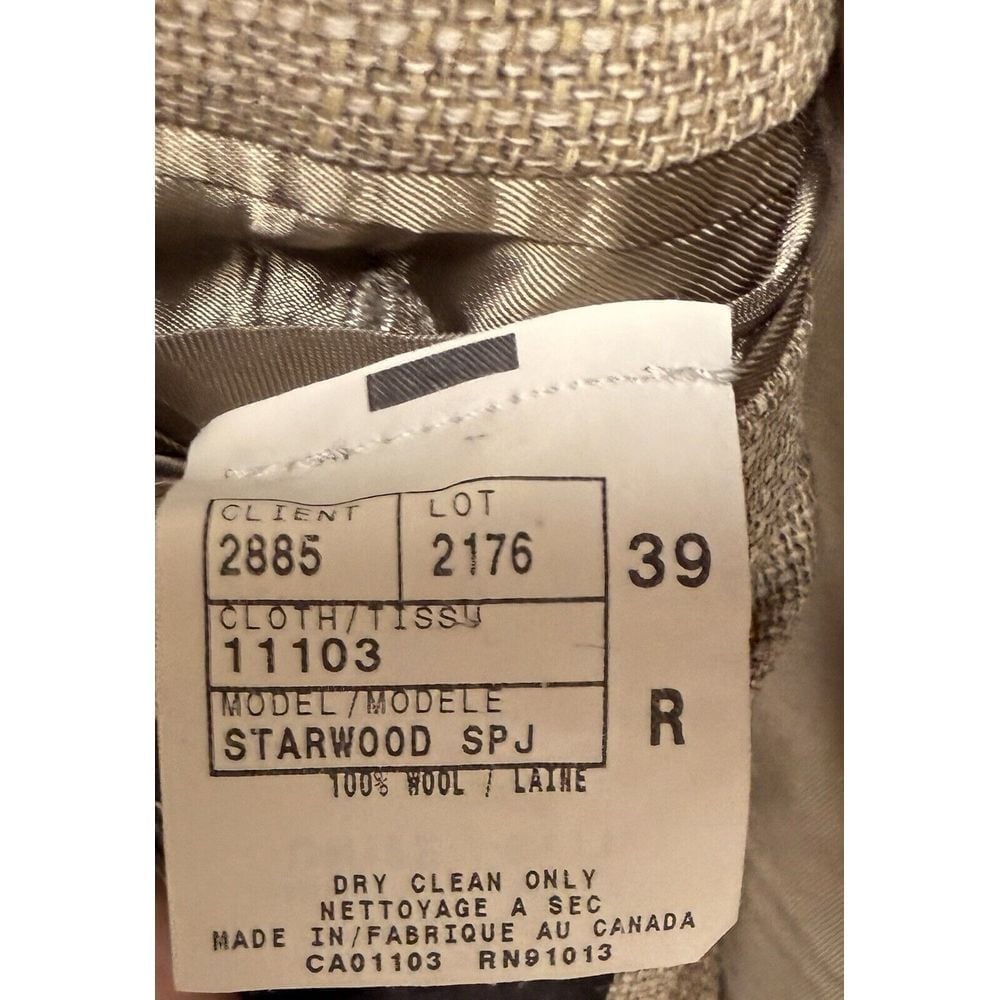 CLIENT LOT
2885 2176 39
CLOTH/TISSU
11103
MODEL/MODELE R
STARWOOD SPJ
100% WOOL / LAINE
DRY CLEAN ONLY
NETTOYAGE A SEC
MADE IN/FABRIQUE AU CANADA
CA01103 RN91013